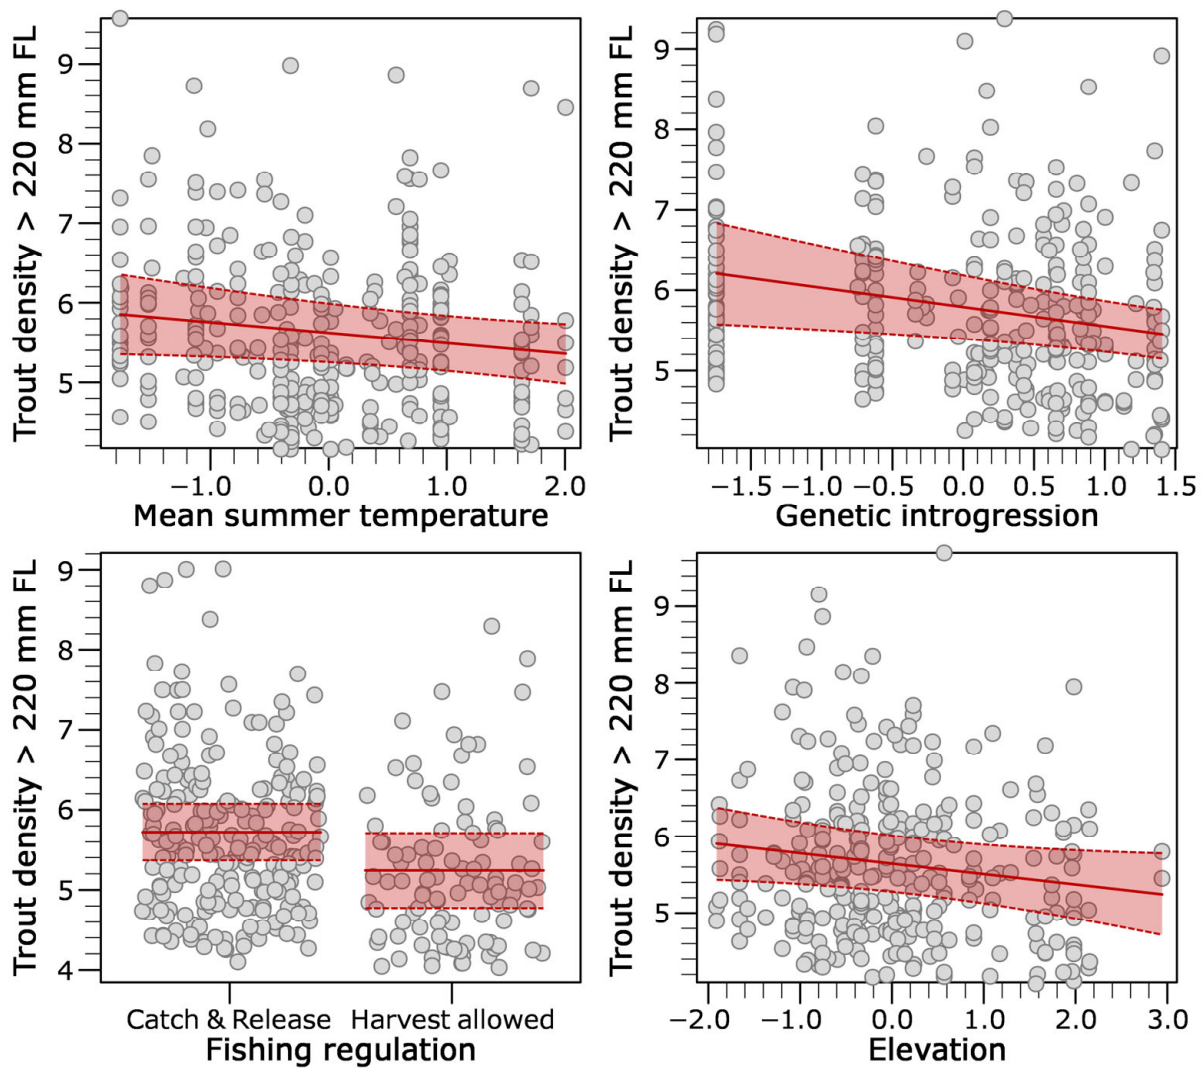 Trout density > 220 mm FL
9
8
7
6
5
−1.0 0.0 1.0 2.0
Mean summer temperature
Trout density > 220 mm FL
9
8
7
6
5
−1.5 −1.0 −0.5 0.0 0.5 1.0 1.5
Genetic introgression
Trout density > 220 mm FL
9
8
7
6
5
4
Catch & Release Harvest allowed
Fishing regulation
Trout density > 220 mm FL
9
8
7
6
5
−2.0 −1.0 0.0 1.0 2.0 3.0
Elevation